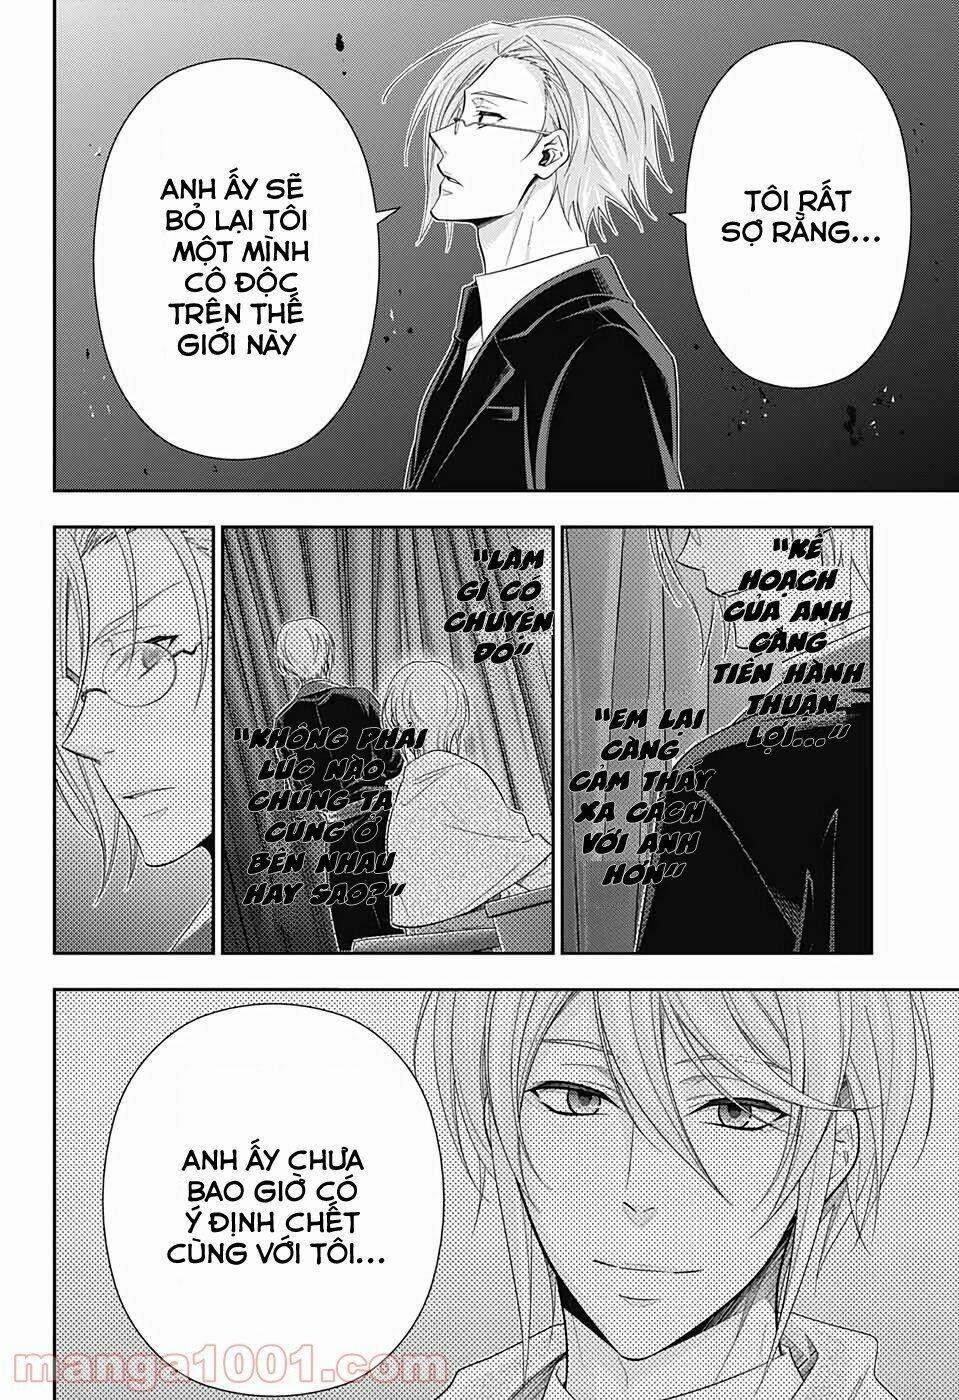 TÔI RẤT
SỢ RẰNG...
ANH ẤY SẼ
BỎ LẠI TÔI
MỘT MÌNH
CÔ ĐỘC
TRÊN THẾ
GIỚI NÀY
"KẾ
HOẠCH
CỦA ANH
CÀNG
TIẾN HÀNH
THUẬN
LỢI..."
"EM LẠI
CÀNG
CẢM THẤY
XA CÁCH
VỚI ANH
HƠN"
"LÀM
GÌ CÓ
CHUYỆN
ĐÓ"
"KHÔNG PHẢI
LÚC NÀO
CHÚNG TA
CŨNG Ở
BÊN NHAU
HAY SAO?"
ANH ẤY CHƯA
BAO GIỜ CÓ
Ý ĐỊNH CHẾT
CÙNG VỚI TÔI...
manga1001.com